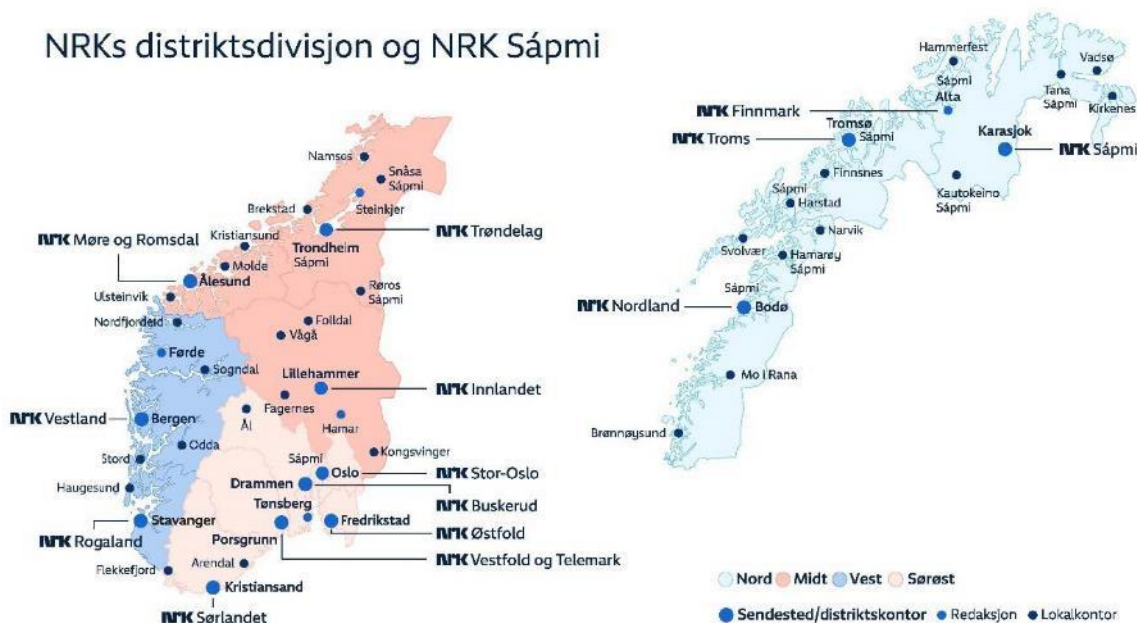 NRKs distriktsdivisjon og NRK Sápmi
Namsos
Snåsa
Sápmi
Brekstad
Steinkjer
NRK Møre og Romsdal
Kristiansund
Trondheim
Sápmi
NRK Trøndelag
Molde
Ålesund
Ulsteinvik
Røros
Sápmi
Nordfjordeid
Folldal
Vågå
Førde
Sogndal
Lillehammer
NRK Innlandet
Fagernes
NRK Vestland
Bergen
Ål
Hamar
Odda
Kongsvinger
Stord
Sápmi
Oslo
NRK Stor-Oslo
Haugesund
Drammen
NRK Buskerud
Tønsberg
Stavanger
Fredrikstad
NRK Østfold
NRK Rogaland
Porsgrunn
NRK Vestfold og Telemark
Flekkefjord
Arendal
Kristiansand
NRK Sørlandet
Hammerfest
Sápmi
Vadsø
Alta
Tana
Sápmi
Kirkenes
NRK Finnmark
Tromsø
Sápmi
NRK Troms
Karasjok
NRK Sápmi
Finnsnes
Kautokeino
Sápmi
Sápmi
Harstad
Narvik
Svolvær
Hamarøy
Sápmi
Sápmi
NRK Nordland
Bodø
Mo i Rana
Brønnøysund
Nord Midt Vest Sørøst
Sendested/distriktskontor Redaksjon Lokalkontor